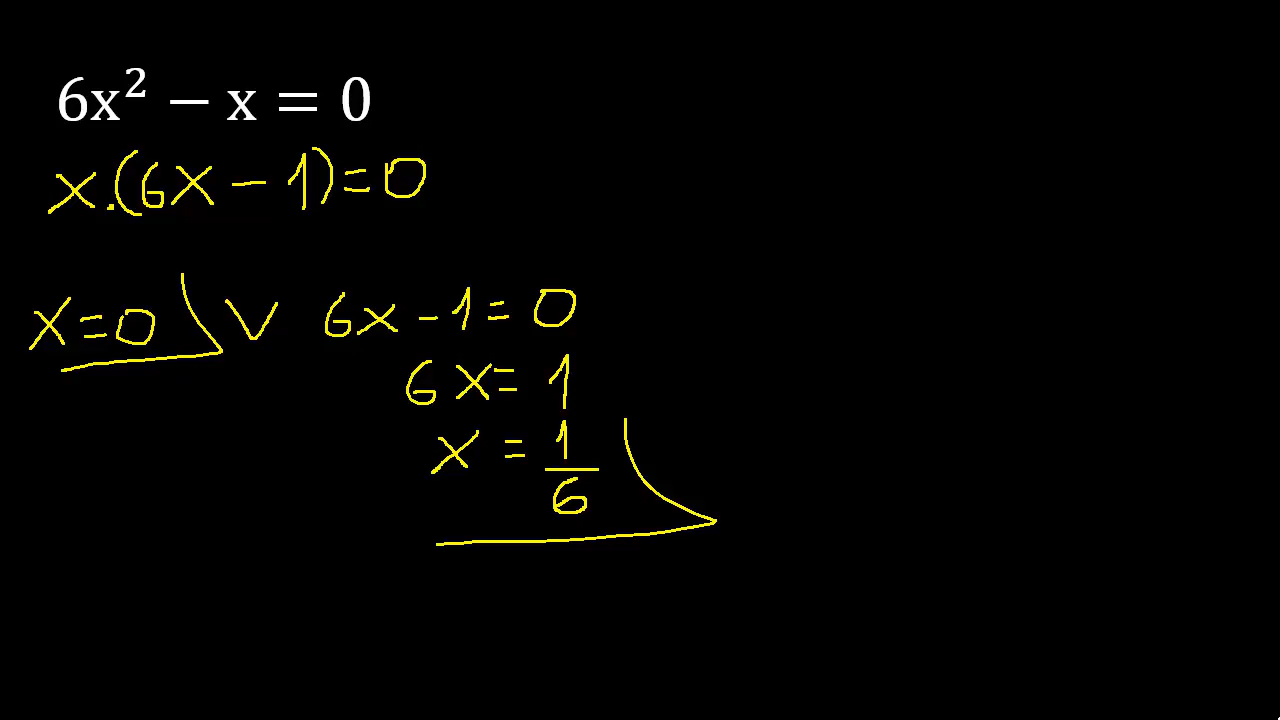 6x² − x = 0
x.(6x − 1) = 0
x = 0 ∨ 6x − 1 = 0
6x = 1
x = 1/6